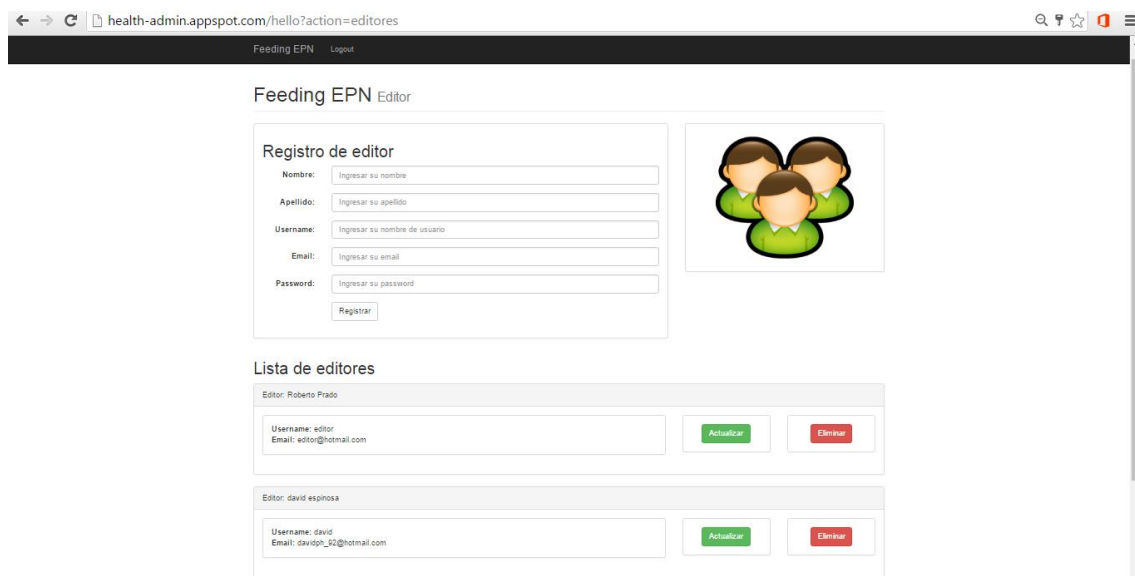 health-admin.appspot.com/hello?action=editores
Feeding EPN Logout
Feeding EPN Editor
Registro de editor
Nombre: Ingresar su nombre
Apellido: Ingresar su apellido
Username: Ingresar su nombre de usuario
Email: Ingresar su email
Password: Ingresar su password
Registrar
Lista de editores
Editor: Roberto Prado
Username: editor
Email: editor@hotmail.com
Actualizar
Eliminar
Editor: david espinosa
Username: david
Email: davidph_92@hotmail.com
Actualizar
Eliminar